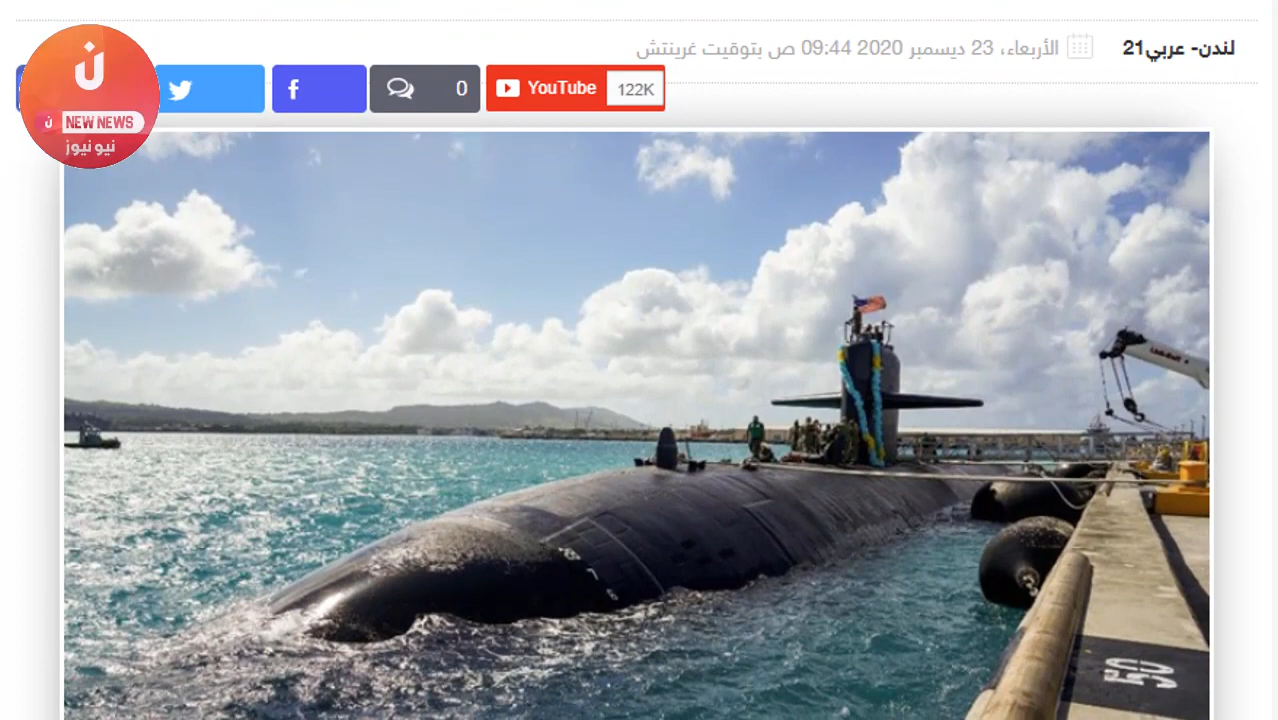 لندن- عربي21
الأربعاء، 23 ديسمبر 2020 09:44 ص بتوقيت غرينتش
ن
ن NEW NEWS
نيو نيوز
f
0
YouTube 122K
50